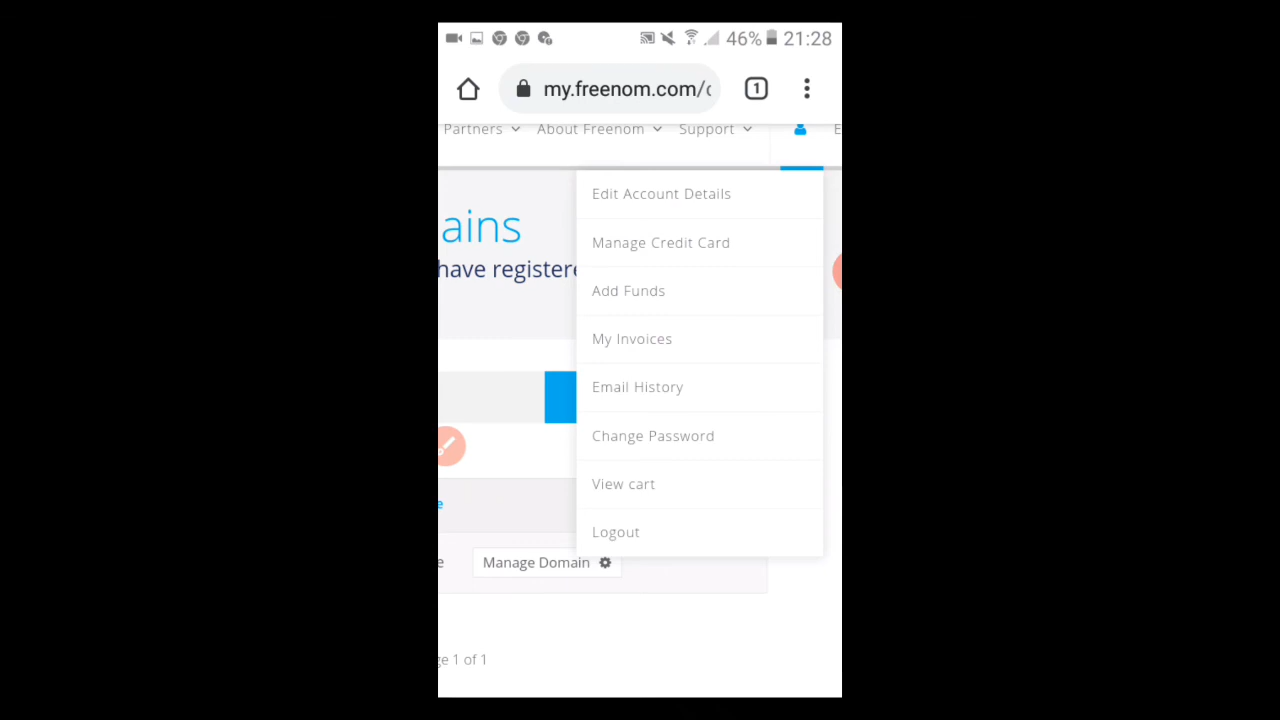 46% 21:28
my.freenom.com/
1
Partners About Freenom Support E
Edit Account Details
ains
Manage Credit Card
have registere
Add Funds
My Invoices
Email History
Change Password
View cart
e
Logout
e Manage Domain
ge 1 of 1